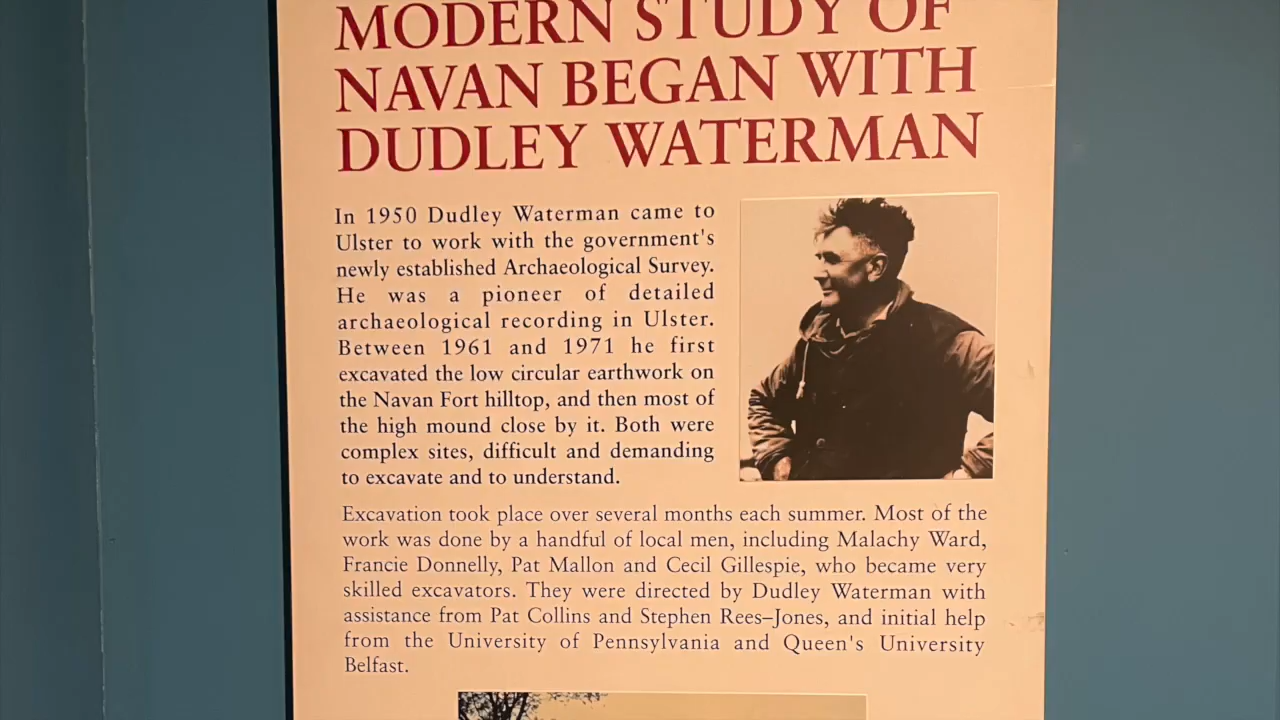 MODERN STUDY OF
NAVAN BEGAN WITH
DUDLEY WATERMAN
In 1950 Dudley Waterman came to
Ulster to work with the government's
newly established Archaeological Survey.
He was a pioneer of detailed
archaeological recording in Ulster.
Between 1961 and 1971 he first
excavated the low circular earthwork on
the Navan Fort hilltop, and then most of
the high mound close by it. Both were
complex sites, difficult and demanding
to excavate and to understand.
Excavation took place over several months each summer. Most of the
work was done by a handful of local men, including Malachy Ward,
Francie Donnelly, Pat Mallon and Cecil Gillespie, who became very
skilled excavators. They were directed by Dudley Waterman with
assistance from Pat Collins and Stephen Rees–Jones, and initial help
from the University of Pennsylvania and Queen's University
Belfast.